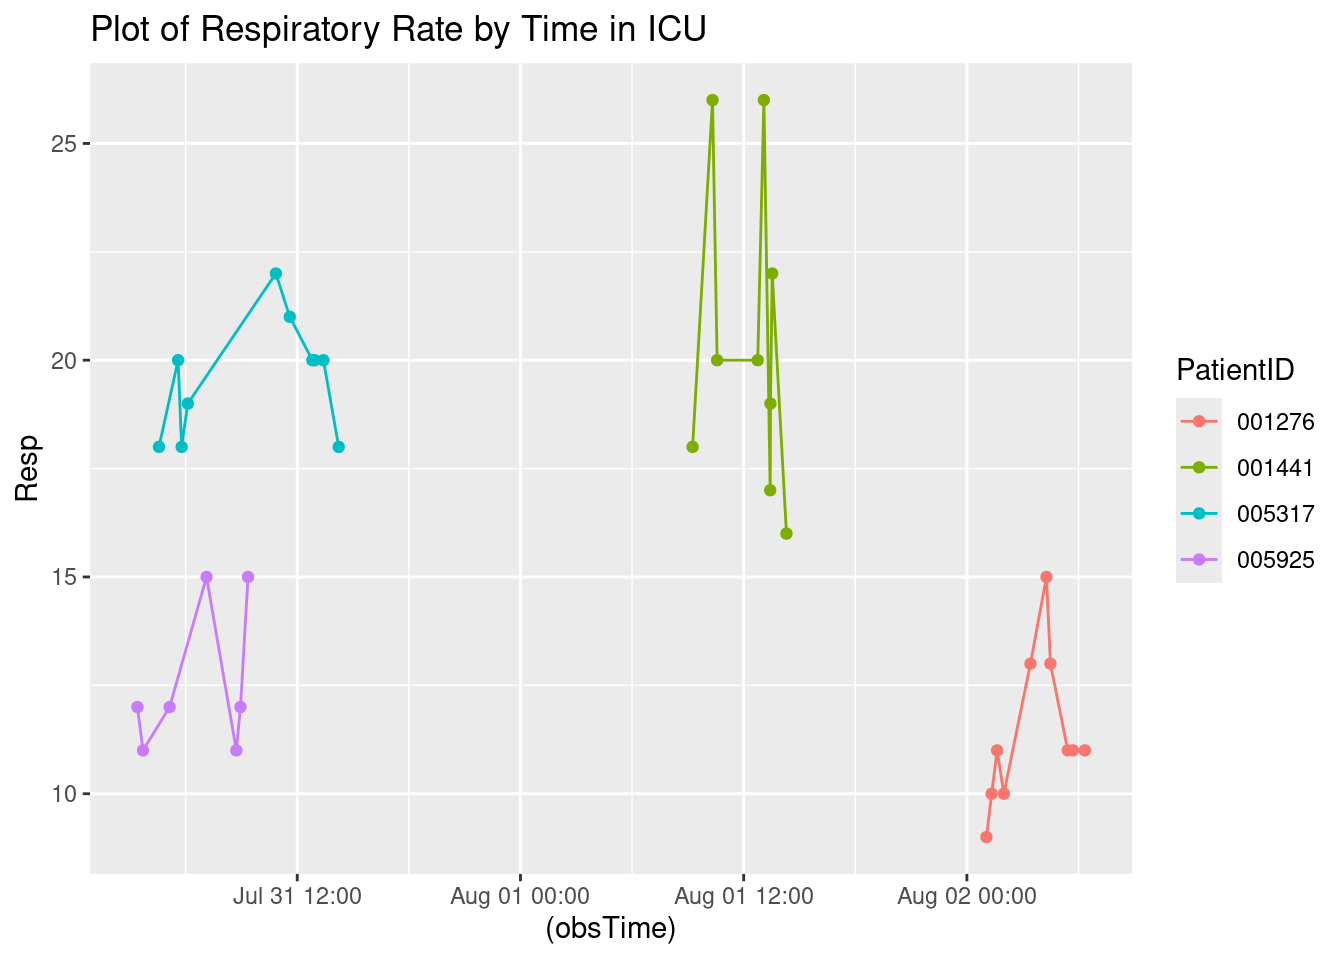 Plot of Respiratory Rate by Time in ICU
25
20
15
10
Resp
Jul 31 12:00
Aug 01 00:00
Aug 01 12:00
Aug 02 00:00
(obsTime)
PatientID
001276
001441
005317
005925